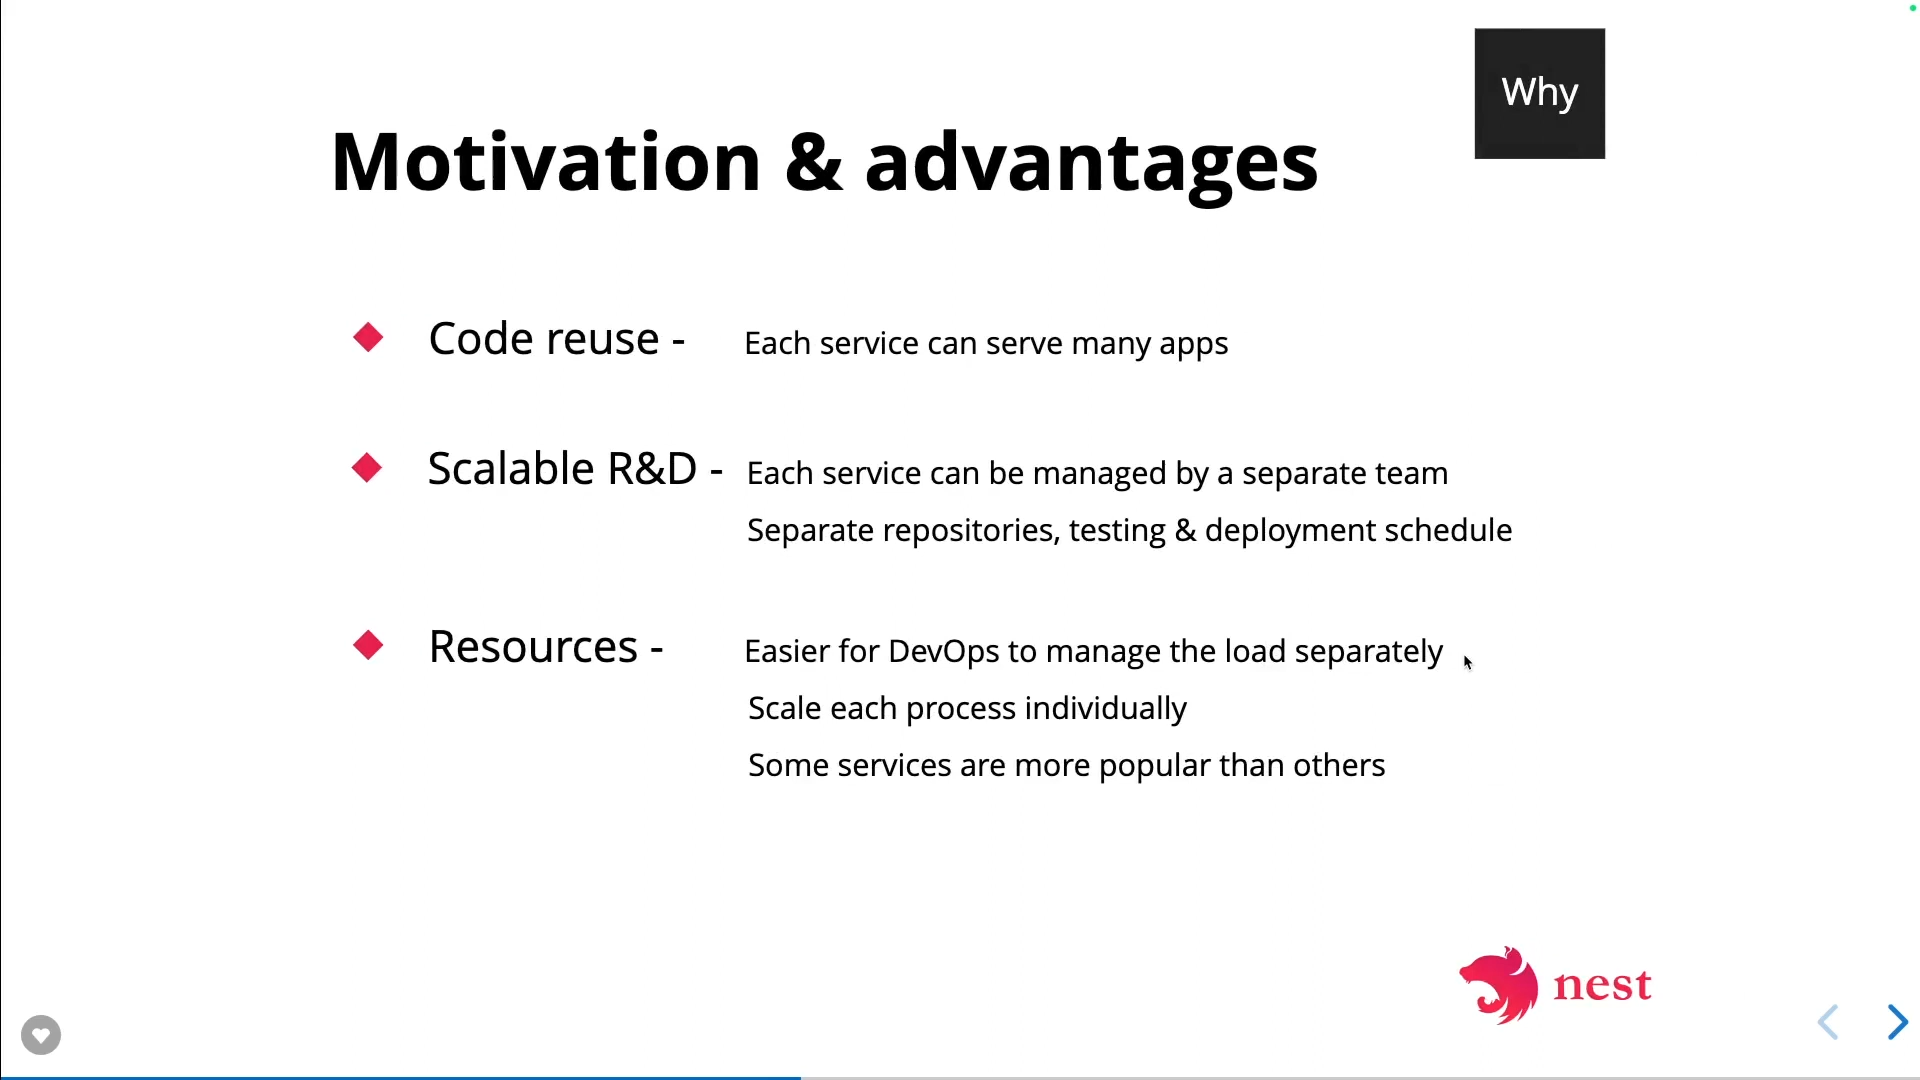 Why
Motivation & advantages
Code reuse - Each service can serve many apps
Scalable R&D - Each service can be managed by a separate team
Separate repositories, testing & deployment schedule
Resources - Easier for DevOps to manage the load separately
Scale each process individually
Some services are more popular than others
nest